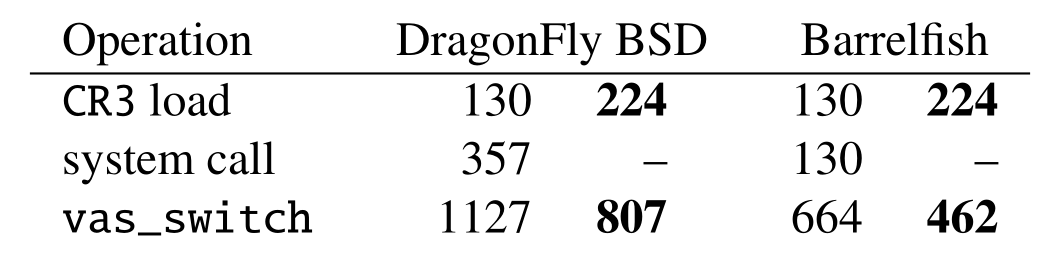 Operation DragonFly BSD Barrelfish
CR3 load 130 224 130 224
system call 357 – 130 –
vas_switch 1127 807 664 462